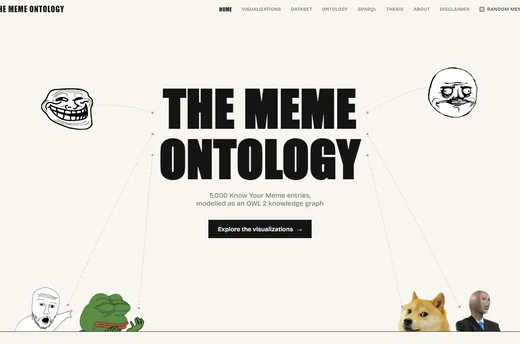 HE MEME ONTOLOGY
HOME VISUALIZATIONS DATASET ONTOLOGY SPARQL THESIS ABOUT DISCLAIMER RANDOM MEM
THE MEME
ONTOLOGY
5,000 Know Your Meme entries,
modelled as an OWL 2 knowledge graph
Explore the visualizations →